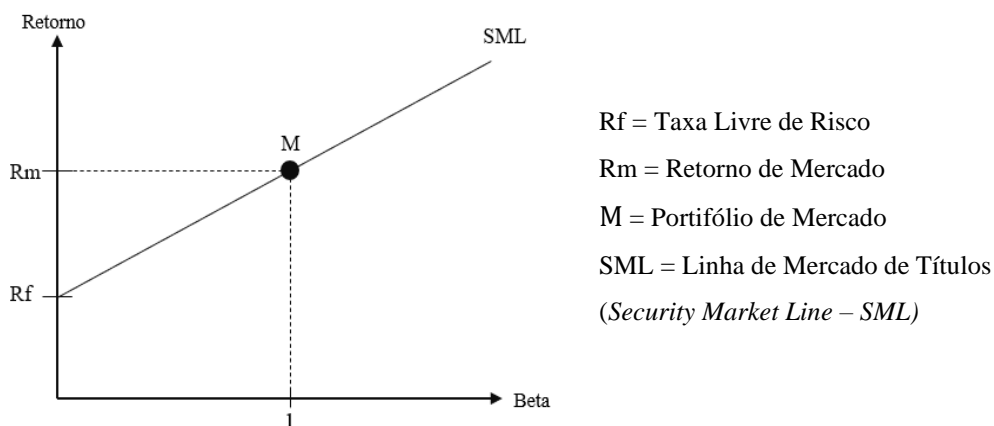 Retorno
SML
M
Rm
Rf
Beta
1
Rf = Taxa Livre de Risco
Rm = Retorno de Mercado
M = Portifólio de Mercado
SML = Linha de Mercado de Títulos
(Security Market Line – SML)